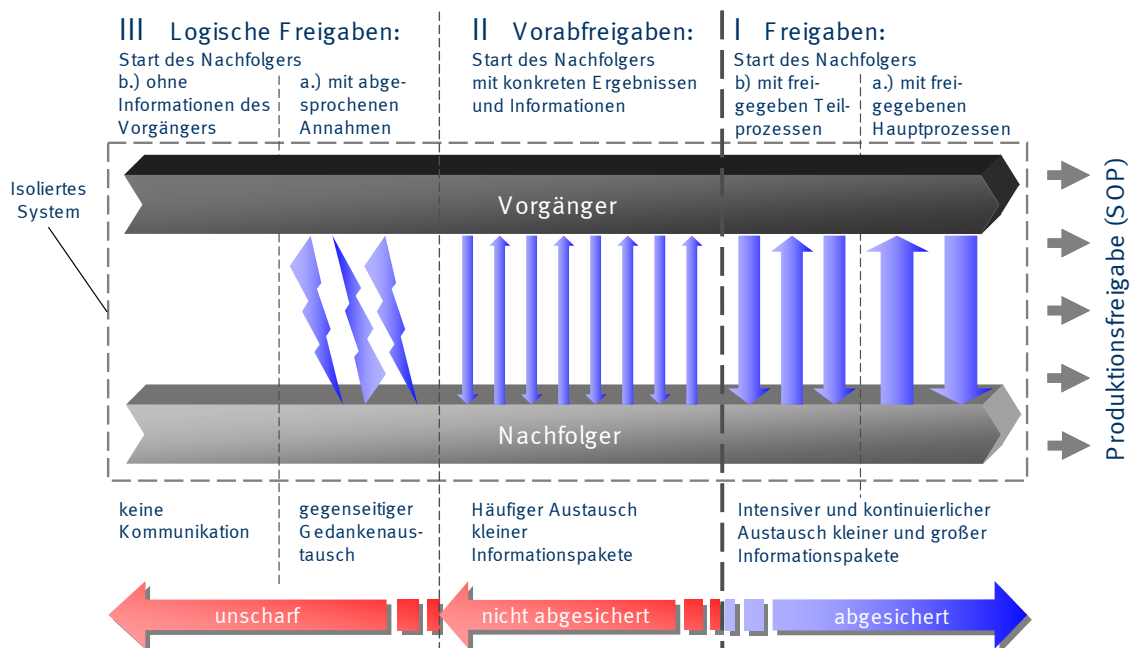 III Logische Freigaben:
Start des Nachfolgers
b.) ohne
Informationen des
Vorgängers
a.) mit abge-
sprochenen
Annahmen
II Vorabfreigaben:
Start des Nachfolgers
mit konkreten Ergebnissen
und Informationen
I Freigaben:
Start des Nachfolgers
b) mit frei-
gegeben Teil-
prozessen
a.) mit frei-
gegebenen
Hauptprozessen
Isoliertes
System
Vorgänger
Nachfolger
Produktionsfreigabe (SOP)
keine
Kommunikation
gegenseitiger
Gedankenaus-
tausch
Häufiger Austausch
kleiner
Informationspakete
Intensiver und kontinuierlicher
Austausch kleiner und großer
Informationspakete
unscharf
nicht abgesichert
abgesichert